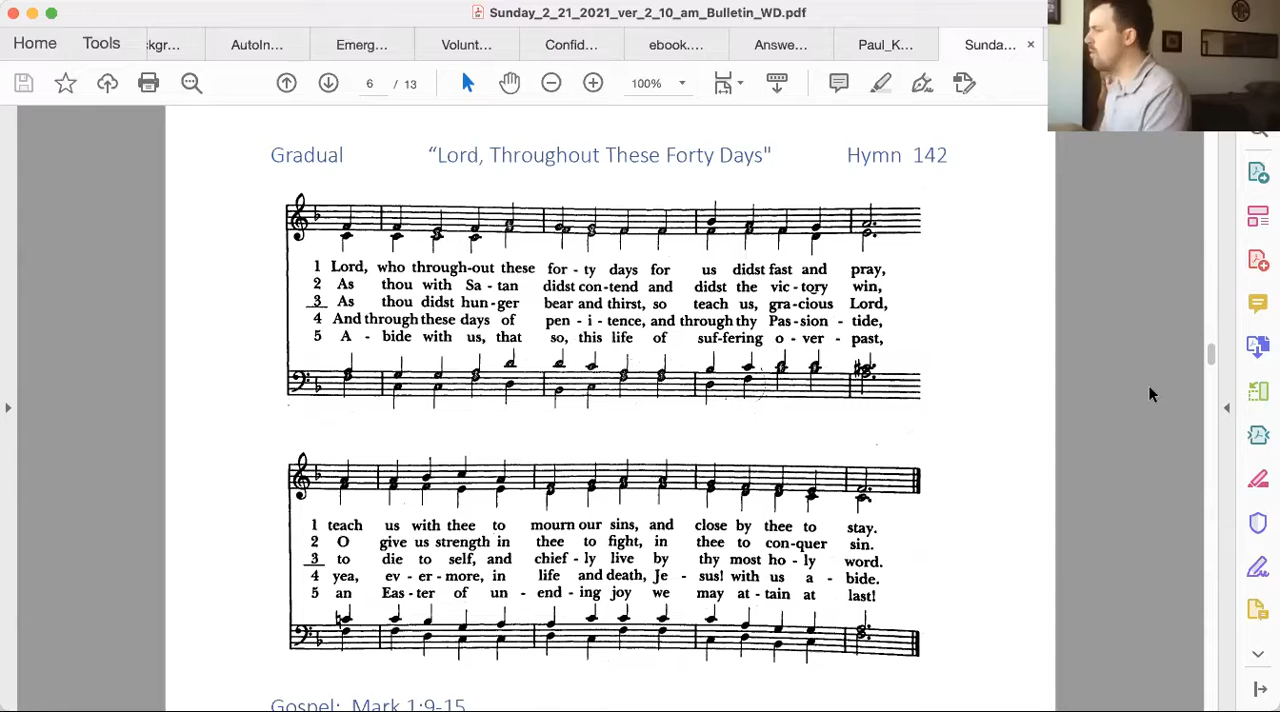 Sunday_2_21_2021_ver_2_10_am_Bulletin_WD.pdf
Home Tools kgr... AutoIn... Emerg... Volunt... Confid... ebook.... Answe... Paul_K... Sunda... ×
6 / 13 100%
Gradual “Lord, Throughout These Forty Days" Hymn 142
1 Lord, who through-out these for - ty days for us didst fast and pray,
2 As thou with Sa - tan didst con - tend and didst the vic - tory win,
3 As thou didst hun - ger bear and thirst, so teach us, gra - cious Lord,
4 And through these days of pen - i - tence, and through thy Pas - sion - tide,
5 A - bide with us, that so, this life of suf - fering o - ver - past,
1 teach us with thee to mourn our sins, and close by thee to stay.
2 O give us strength in thee to fight, in thee to con - quer sin.
3 to die to self, and chief - ly live by thy most ho - ly word.
4 yea, ev - er - more, in life and death, Je - sus! with us a - bide.
5 an Eas - ter of un - end - ing joy we may at - tain at last!
Gospel: Mark 1:9-15